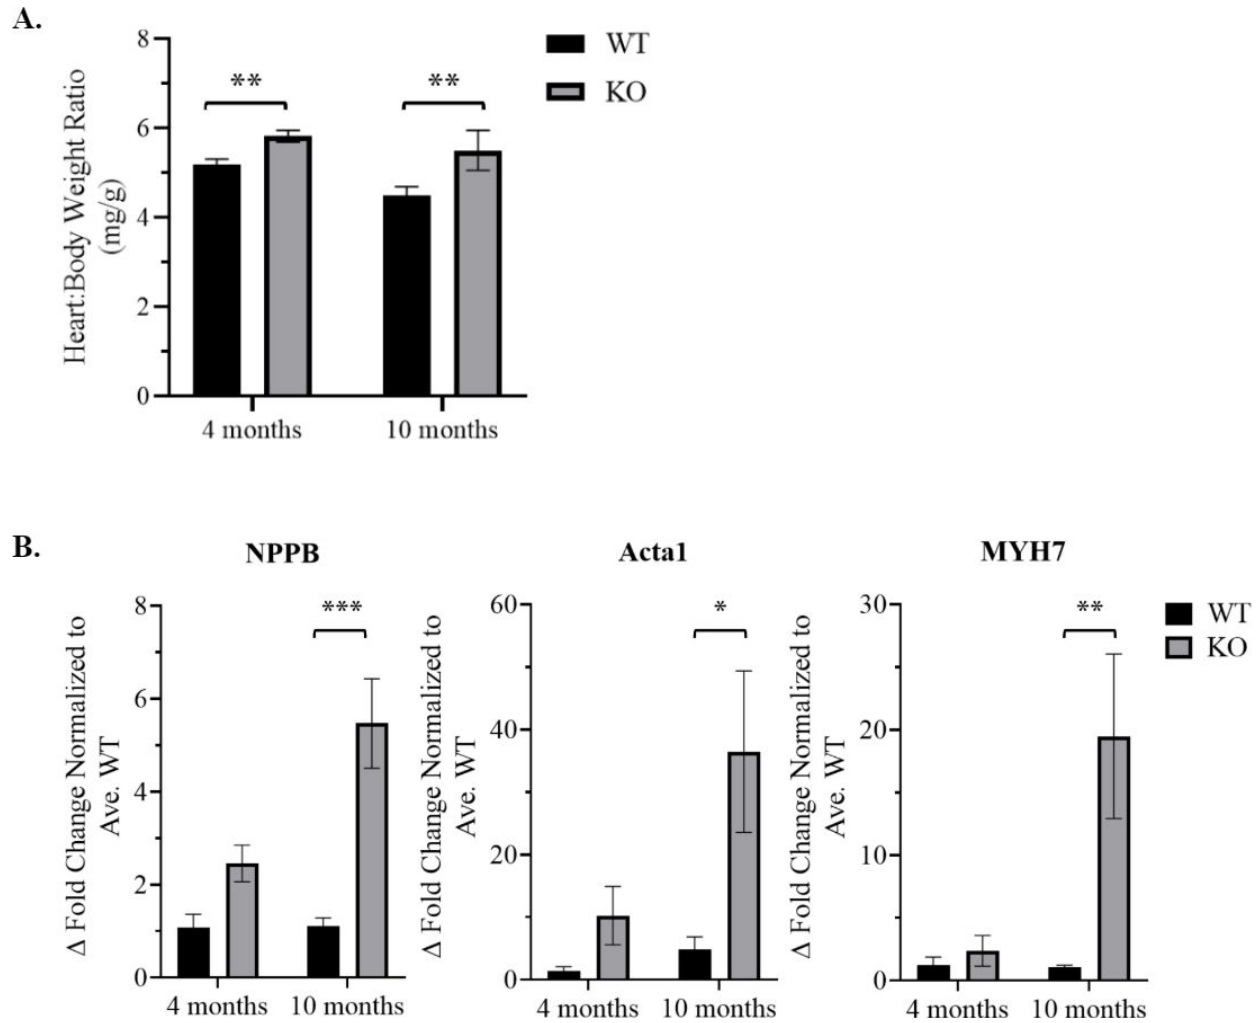 A.
Heart:Body Weight Ratio
(mg/g)
8
6
4
2
0
**
**
4 months
10 months
WT
KO
B.
NPPB
Δ Fold Change Normalized to
Ave. WT
8
6
4
2
0
***
4 months
10 months
Acta1
Δ Fold Change Normalized to
Ave. WT
60
40
20
0
*
4 months
10 months
MYH7
Δ Fold Change Normalized to
Ave. WT
30
20
10
0
**
4 months
10 months
WT
KO